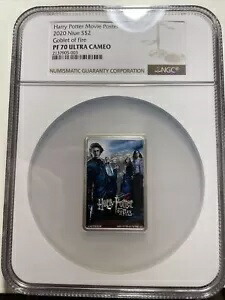 Harry Potter Movie Poster
2020 Niue S$2
Goblet of Fire
PF 70 ULTRA CAMEO
NUMISMATIC GUARANTY CORPORATION
NGC
Harry Potter